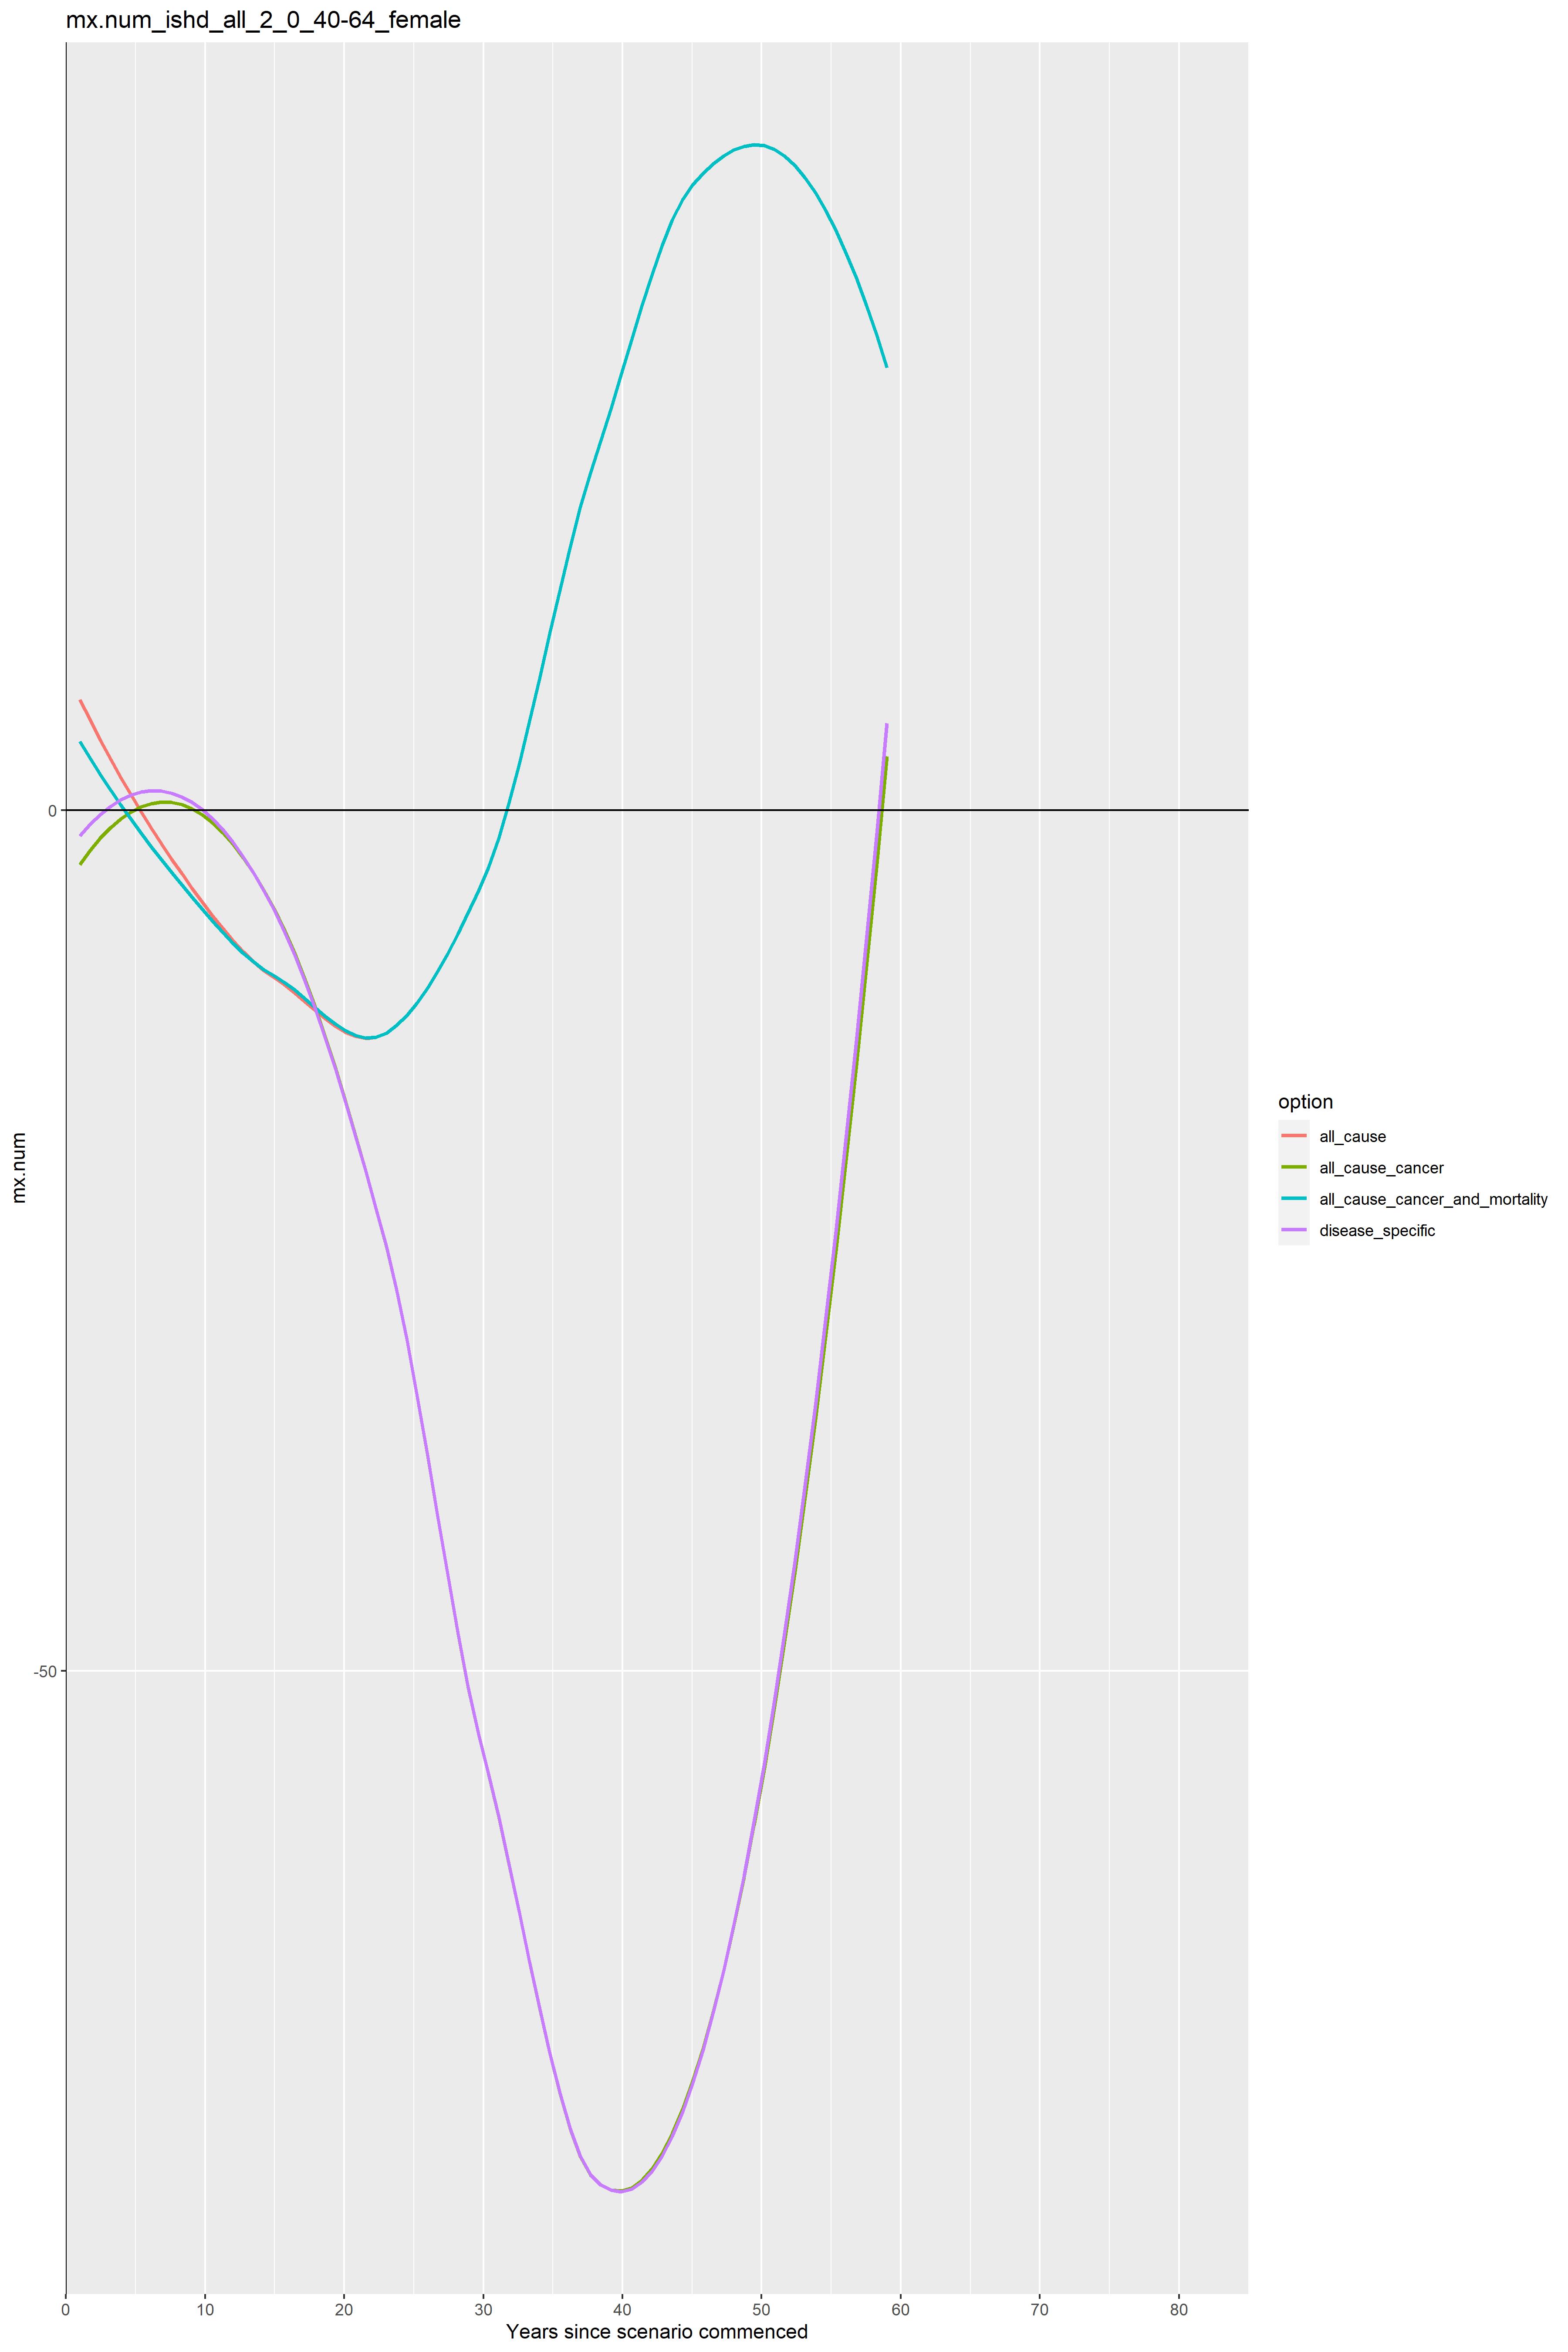 mx.num_ishd_all_2_0_40-64_female
mx.num
0
-50
0 10 20 30 40 50 60 70 80
Years since scenario commenced
option
all_cause
all_cause_cancer
all_cause_cancer_and_mortality
disease_specific